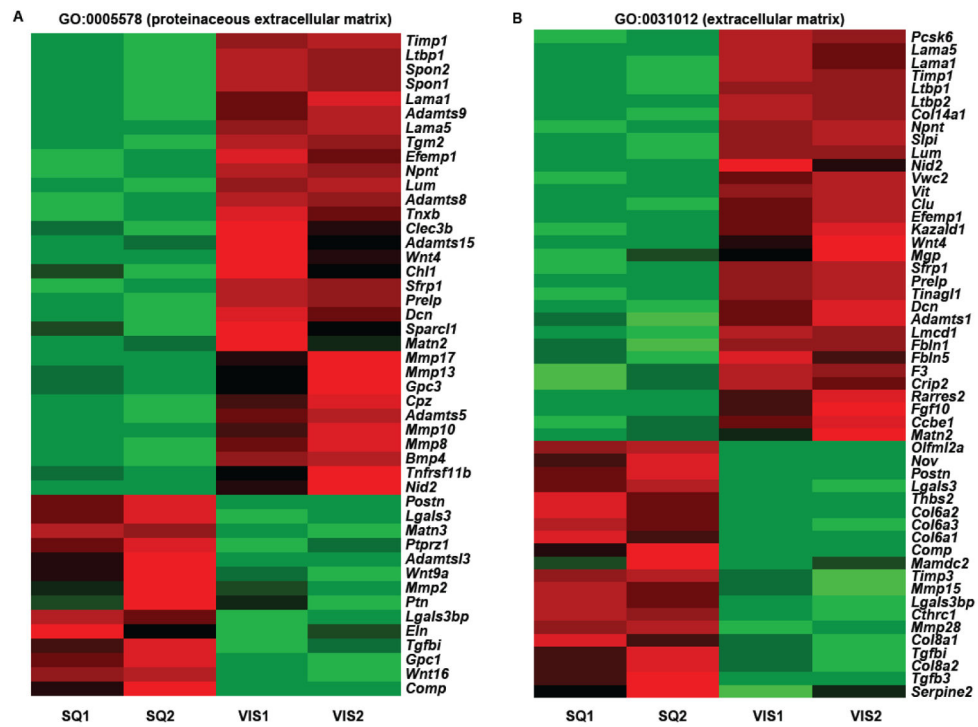 A
GO:0005578 (proteinaceous extracellular matrix)
Timp1
Ltbp1
Spon2
Spon1
Lama1
Adamts9
Lama5
Tgm2
Efemp1
Npnt
Lum
Adamts8
Tnxb
Clec3b
Adamts15
Wnt4
Chl1
Sfrp1
Prelp
Dcn
Sparcl1
Matn2
Mmp17
Mmp13
Gpc3
Cpz
Adamts5
Mmp10
Mmp8
Bmp4
Tnfrsf11b
Nid2
Postn
Lgals3
Matn3
Ptprz1
Adamtsl3
Wnt9a
Mmp2
Ptn
Lgals3bp
Eln
Tgfbi
Gpc1
Wnt16
Comp
SQ1 SQ2 VIS1 VIS2
B
GO:0031012 (extracellular matrix)
Pcsk6
Lama5
Lama1
Timp1
Ltbp1
Ltbp2
Col14a1
Npnt
Slpi
Lum
Nid2
Vwc2
Vit
Clu
Efemp1
Kazald1
Wnt4
Mgp
Sfrp1
Prelp
Tinagl1
Dcn
Adamts1
Lmcd1
Fbln1
Fbln5
F3
Crip2
Rarres2
Fgf10
Ccbe1
Matn2
Olfml2a
Nov
Postn
Lgals3
Thbs2
Col6a2
Col6a3
Col6a1
Comp
Mamdc2
Timp3
Mmp15
Lgals3bp
Cthrc1
Mmp28
Col8a1
Tgfbi
Col8a2
Tgfb3
Serpine2
SQ1 SQ2 VIS1 VIS2